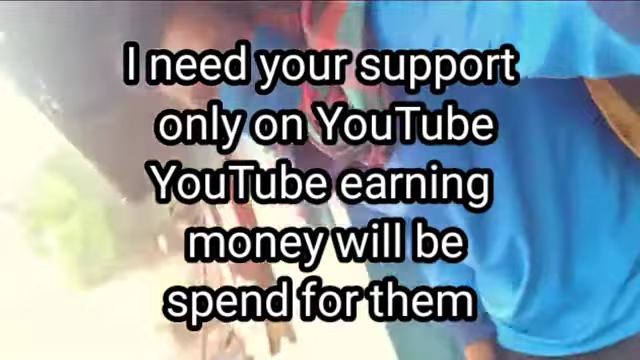 I need your support
only on YouTube
YouTube earning
money will be
spend for them